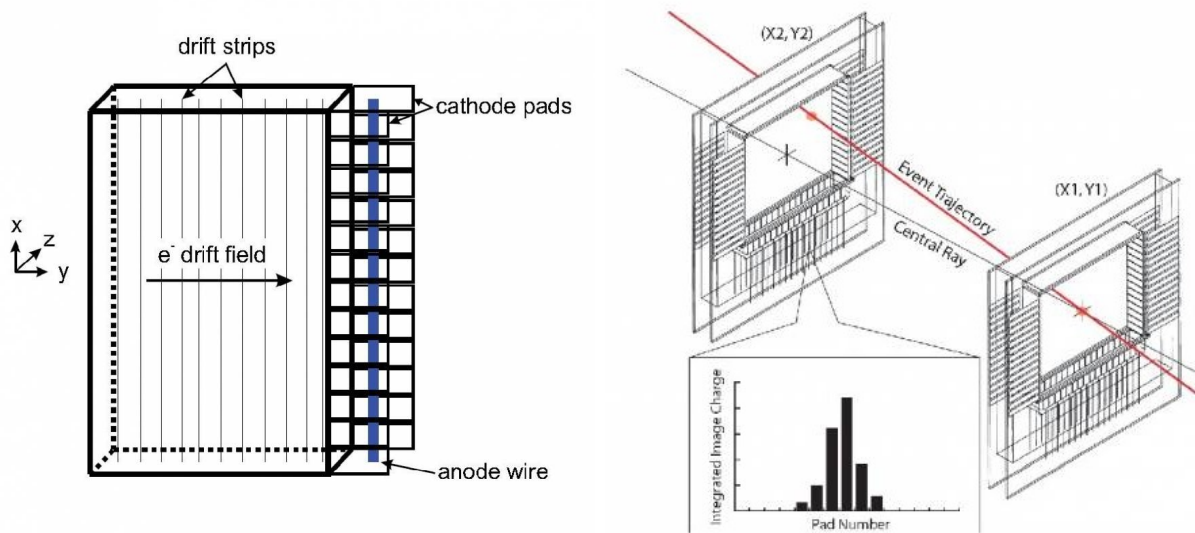 drift strips
cathode pads
x
z
y
e- drift field
anode wire
(X2, Y2)
Event Trajectory
Central Ray
(X1, Y1)
Integrated Image Charge
Pad Number